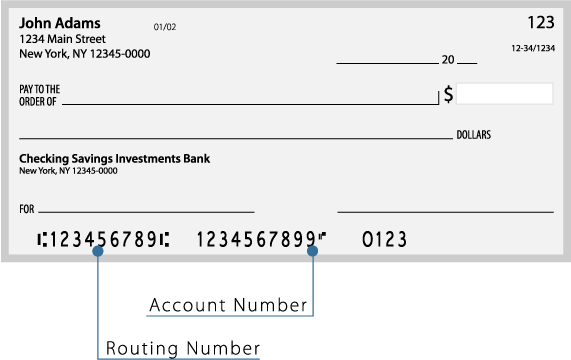 John Adams 01/02 123
1234 Main Street
New York, NY 12345-0000 12-34/1234
20
PAY TO THE
ORDER OF $
DOLLARS
Checking Savings Investments Bank
New York, NY 12345-0000
FOR
⑆123456789⑆ 1234567899⑈ 0123
Account Number
Routing Number